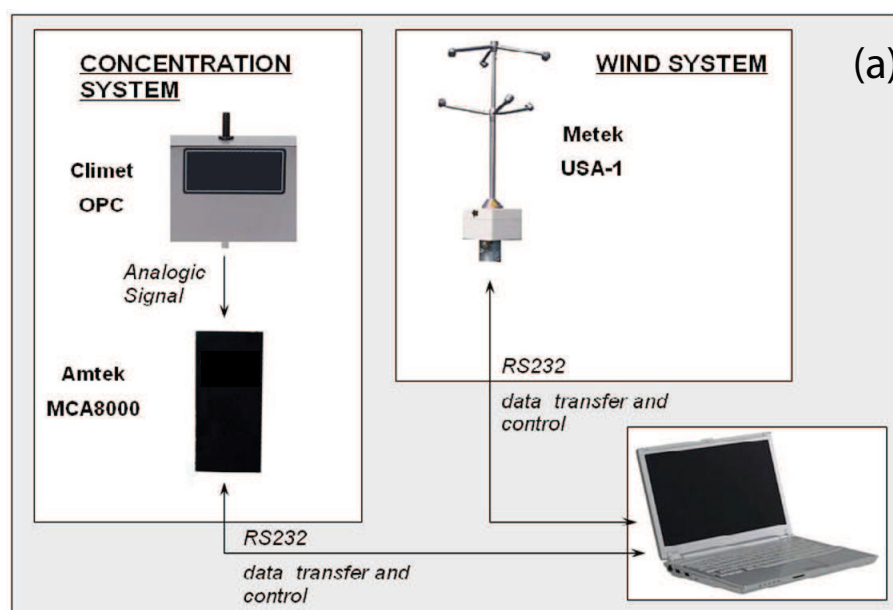 CONCENTRATION
SYSTEM
Climet
OPC
Analogic
Signal
Amtek
MCA8000
WIND SYSTEM
Metek
USA-1
(a)
RS232
data transfer and
control
RS232
data transfer and
control